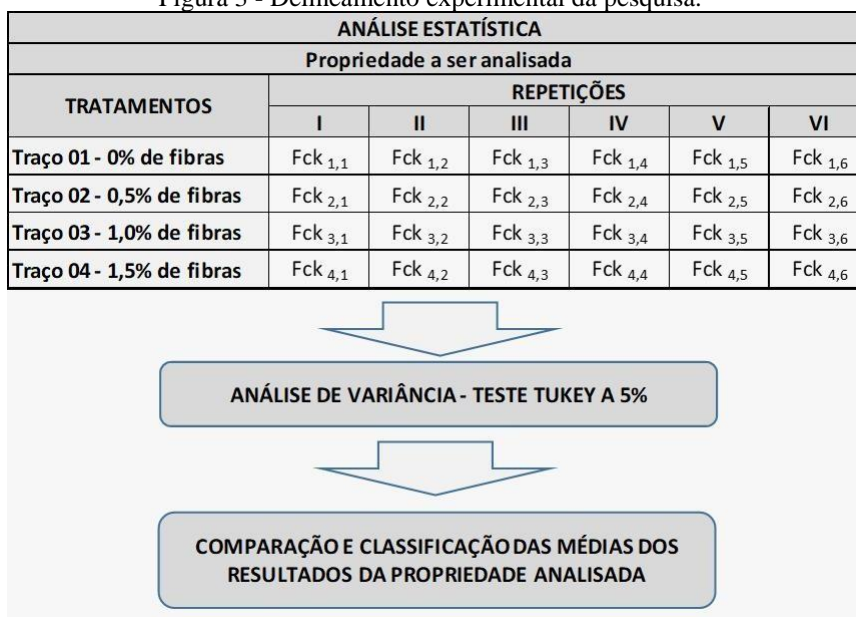 Figura 3 - Delineamento experimental da pesquisa.
ANÁLISE ESTATÍSTICA
Propriedade a ser analisada
TRATAMENTOS
REPETIÇÕES
I II III IV V VI
Traço 01 - 0% de fibras Fck 1,1 Fck 1,2 Fck 1,3 Fck 1,4 Fck 1,5 Fck 1,6
Traço 02 - 0,5% de fibras Fck 2,1 Fck 2,2 Fck 2,3 Fck 2,4 Fck 2,5 Fck 2,6
Traço 03 - 1,0% de fibras Fck 3,1 Fck 3,2 Fck 3,3 Fck 3,4 Fck 3,5 Fck 3,6
Traço 04 - 1,5% de fibras Fck 4,1 Fck 4,2 Fck 4,3 Fck 4,4 Fck 4,5 Fck 4,6
ANÁLISE DE VARIÂNCIA - TESTE TUKEY A 5%
COMPARAÇÃO E CLASSIFICAÇÃO DAS MÉDIAS DOS
RESULTADOS DA PROPRIEDADE ANALISADA